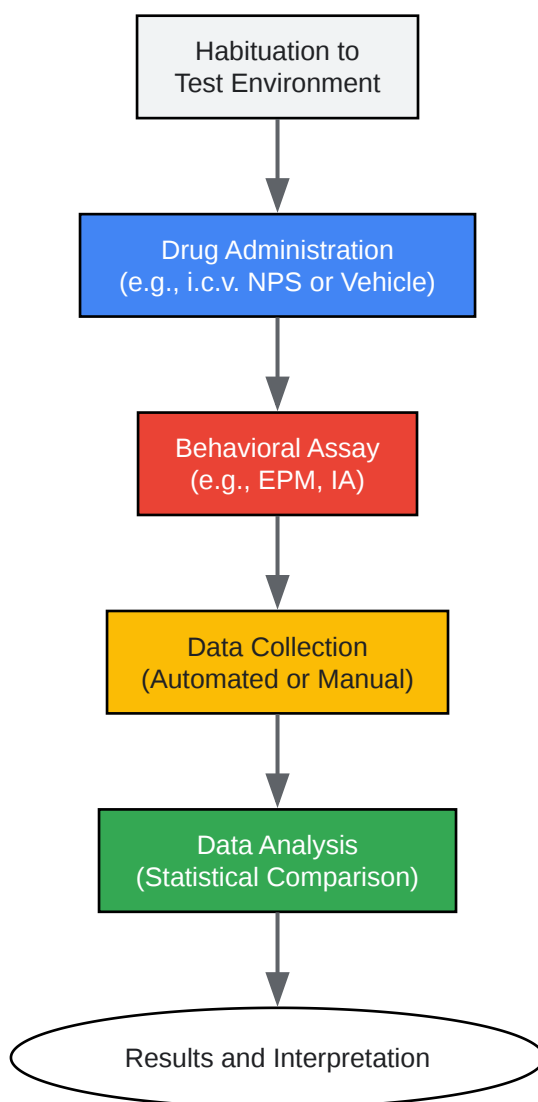 Habituation to
Test Environment
Drug Administration
(e.g., i.c.v. NPS or Vehicle)
Behavioral Assay
(e.g., EPM, IA)
Data Collection
(Automated or Manual)
Data Analysis
(Statistical Comparison)
Results and Interpretation